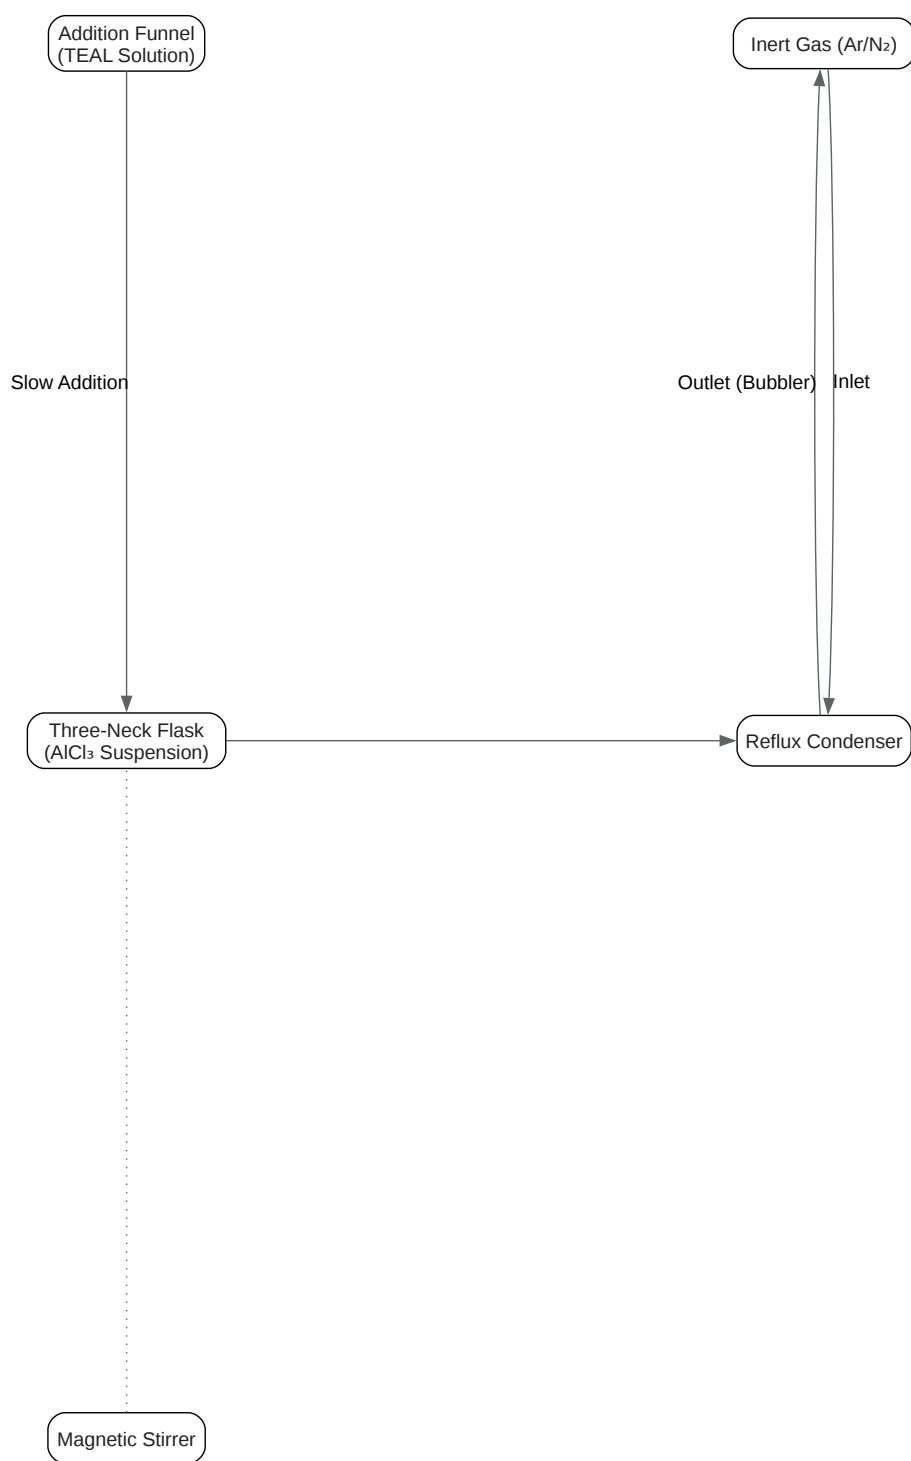 Addition Funnel
(TEAL Solution)
Inert Gas (Ar/N₂)
Slow Addition
Outlet (Bubbler)
Inlet
Three-Neck Flask
(AlCl₃ Suspension)
Reflux Condenser
Magnetic Stirrer